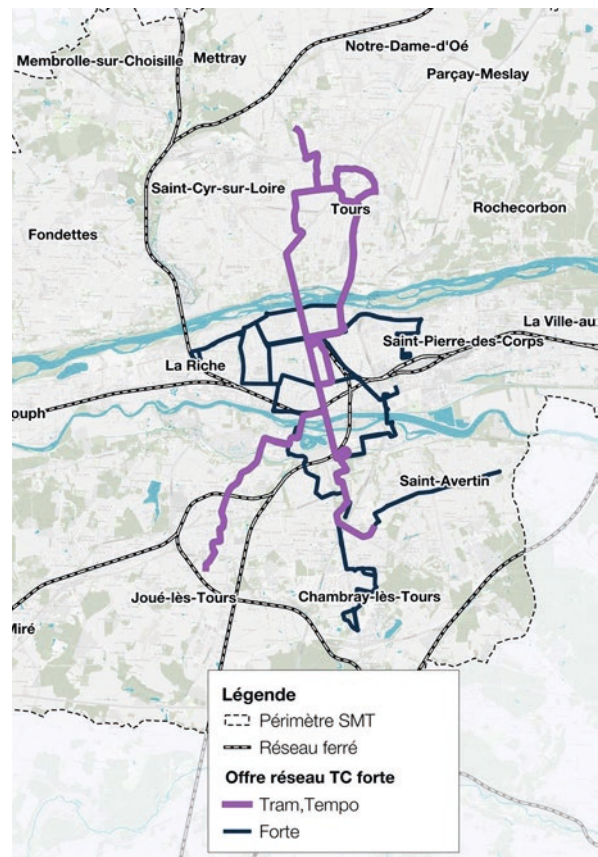 Notre-Dame-d'Oé
Membrolle-sur-Choisille
Mettray
Parçay-Meslay
Saint-Cyr-sur-Loire
Tours
Rochecorbon
Fondettes
La Ville-au
Saint-Pierre-des-Corps
La Riche
ouph
Saint-Avertin
Joué-lès-Tours
Chambray-lès-Tours
Miré
Légende
Périmètre SMT
Réseau ferré
Offre réseau TC forte
Tram,Tempo
Forte